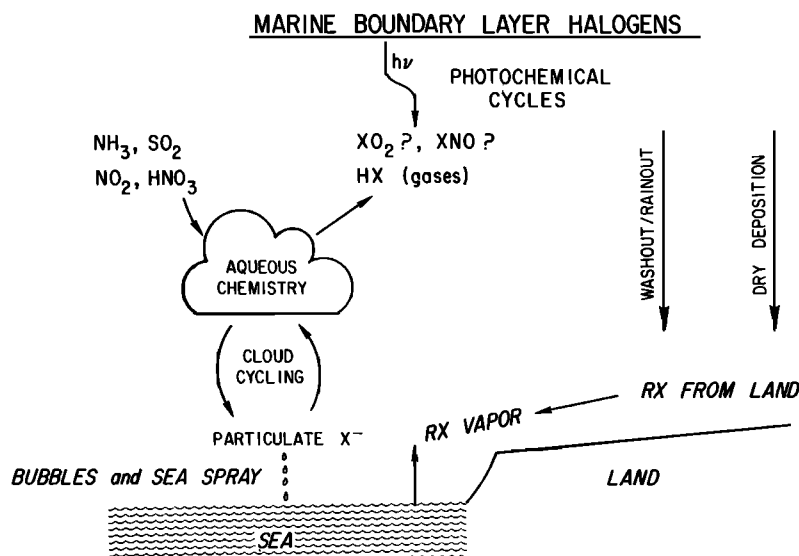 MARINE BOUNDARY LAYER HALOGENS
hν
PHOTOCHEMICAL
CYCLES
NH₃, SO₂
NO₂, HNO₃
XO₂ ?, XNO ?
HX (gases)
AQUEOUS
CHEMISTRY
WASHOUT/RAINOUT
DRY DEPOSITION
CLOUD
CYCLING
RX FROM LAND
RX VAPOR
PARTICULATE X⁻
BUBBLES and SEA SPRAY
LAND
SEA